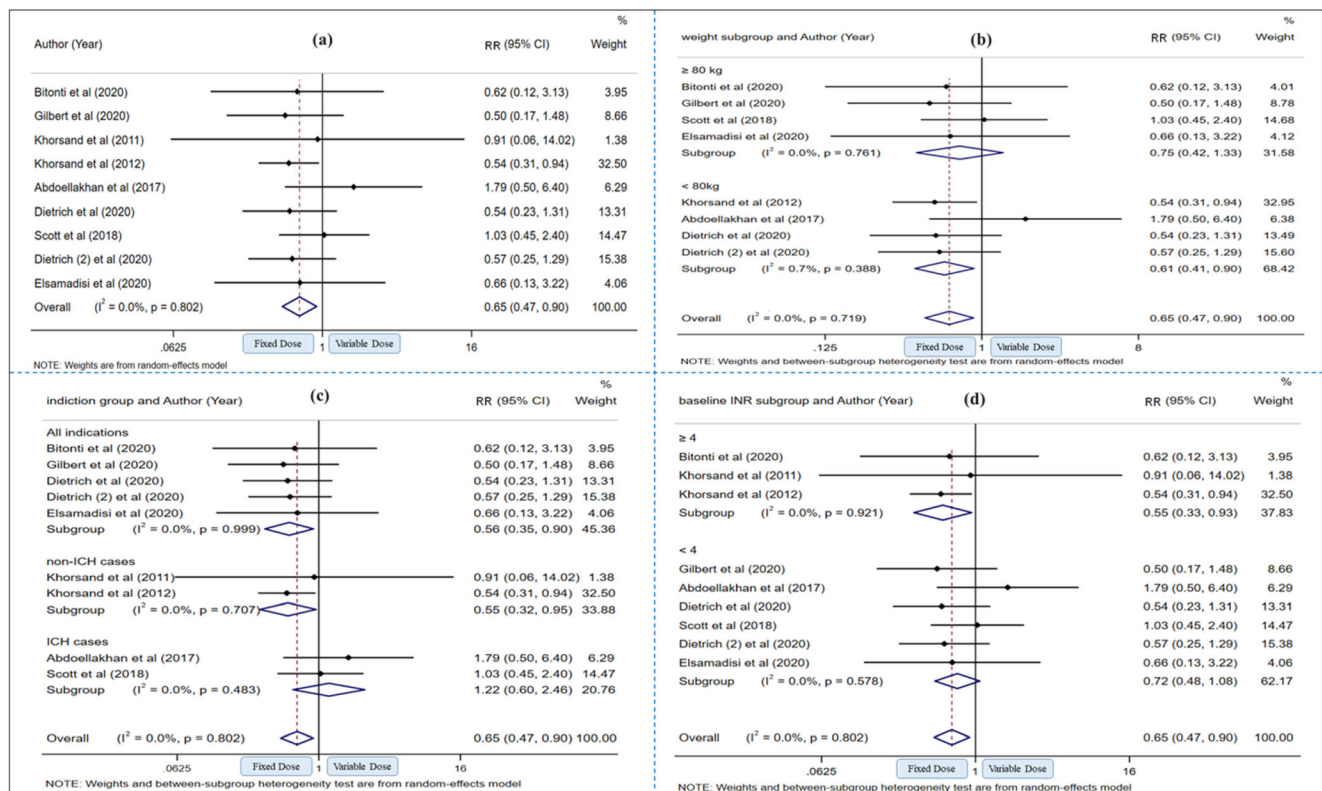 %
Author (Year) (a) RR (95% CI) Weight
Bitonti et al (2020) 0.62 (0.12, 3.13) 3.95
Gilbert et al (2020) 0.50 (0.17, 1.48) 8.66
Khorsand et al (2011) 0.91 (0.06, 14.02) 1.38
Khorsand et al (2012) 0.54 (0.31, 0.94) 32.50
Abdoellakhan et al (2017) 1.79 (0.50, 6.40) 6.29
Dietrich et al (2020) 0.54 (0.23, 1.31) 13.31
Scott et al (2018) 1.03 (0.45, 2.40) 14.47
Dietrich (2) et al (2020) 0.57 (0.25, 1.29) 15.38
Elsamadisi et al (2020) 0.66 (0.13, 3.22) 4.06
Overall (I² = 0.0%, p = 0.802) 0.65 (0.47, 0.90) 100.00
.0625 Fixed Dose 1 Variable Dose 16
NOTE: Weights are from random-effects model
%
weight subgroup and Author (Year) (b) RR (95% CI) Weight
≥ 80 kg
Bitonti et al (2020) 0.62 (0.12, 3.13) 4.01
Gilbert et al (2020) 0.50 (0.17, 1.48) 8.78
Scott et al (2018) 1.03 (0.45, 2.40) 14.68
Elsamadisi et al (2020) 0.66 (0.13, 3.22) 4.12
Subgroup (I² = 0.0%, p = 0.761) 0.75 (0.42, 1.33) 31.58
< 80kg
Khorsand et al (2012) 0.54 (0.31, 0.94) 32.95
Abdoellakhan et al (2017) 1.79 (0.50, 6.40) 6.38
Dietrich et al (2020) 0.54 (0.23, 1.31) 13.49
Dietrich (2) et al (2020) 0.57 (0.25, 1.29) 15.60
Subgroup (I² = 0.7%, p = 0.388) 0.61 (0.41, 0.90) 68.42
Overall (I² = 0.0%, p = 0.719) 0.65 (0.47, 0.90) 100.00
.125 Fixed Dose 1 Variable Dose 8
NOTE: Weights and between-subgroup heterogeneity test are from random-effects model
%
indiction group and Author (Year) (c) RR (95% CI) Weight
All indications
Bitonti et al (2020) 0.62 (0.12, 3.13) 3.95
Gilbert et al (2020) 0.50 (0.17, 1.48) 8.66
Dietrich et al (2020) 0.54 (0.23, 1.31) 13.31
Dietrich (2) et al (2020) 0.57 (0.25, 1.29) 15.38
Elsamadisi et al (2020) 0.66 (0.13, 3.22) 4.06
Subgroup (I² = 0.0%, p = 0.999) 0.56 (0.35, 0.90) 45.36
non-ICH cases
Khorsand et al (2011) 0.91 (0.06, 14.02) 1.38
Khorsand et al (2012) 0.54 (0.31, 0.94) 32.50
Subgroup (I² = 0.0%, p = 0.707) 0.55 (0.32, 0.95) 33.88
ICH cases
Abdoellakhan et al (2017) 1.79 (0.50, 6.40) 6.29
Scott et al (2018) 1.03 (0.45, 2.40) 14.47
Subgroup (I² = 0.0%, p = 0.483) 1.22 (0.60, 2.46) 20.76
Overall (I² = 0.0%, p = 0.802) 0.65 (0.47, 0.90) 100.00
.0625 Fixed Dose 1 Variable Dose 16
NOTE: Weights and between-subgroup heterogeneity test are from random-effects model
%
baseline INR subgroup and Author (Year) (d) RR (95% CI) Weight
≥ 4
Bitonti et al (2020) 0.62 (0.12, 3.13) 3.95
Khorsand et al (2011) 0.91 (0.06, 14.02) 1.38
Khorsand et al (2012) 0.54 (0.31, 0.94) 32.50
Subgroup (I² = 0.0%, p = 0.921) 0.55 (0.33, 0.93) 37.83
< 4
Gilbert et al (2020) 0.50 (0.17, 1.48) 8.66
Abdoellakhan et al (2017) 1.79 (0.50, 6.40) 6.29
Dietrich et al (2020) 0.54 (0.23, 1.31) 13.31
Scott et al (2018) 1.03 (0.45, 2.40) 14.47
Dietrich (2) et al (2020) 0.57 (0.25, 1.29) 15.38
Elsamadisi et al (2020) 0.66 (0.13, 3.22) 4.06
Subgroup (I² = 0.0%, p = 0.578) 0.72 (0.48, 1.08) 62.17
Overall (I² = 0.0%, p = 0.802) 0.65 (0.47, 0.90) 100.00
.0625 Fixed Dose 1 Variable Dose 16
NOTE: Weights and between-subgroup heterogeneity test are from random-effects model